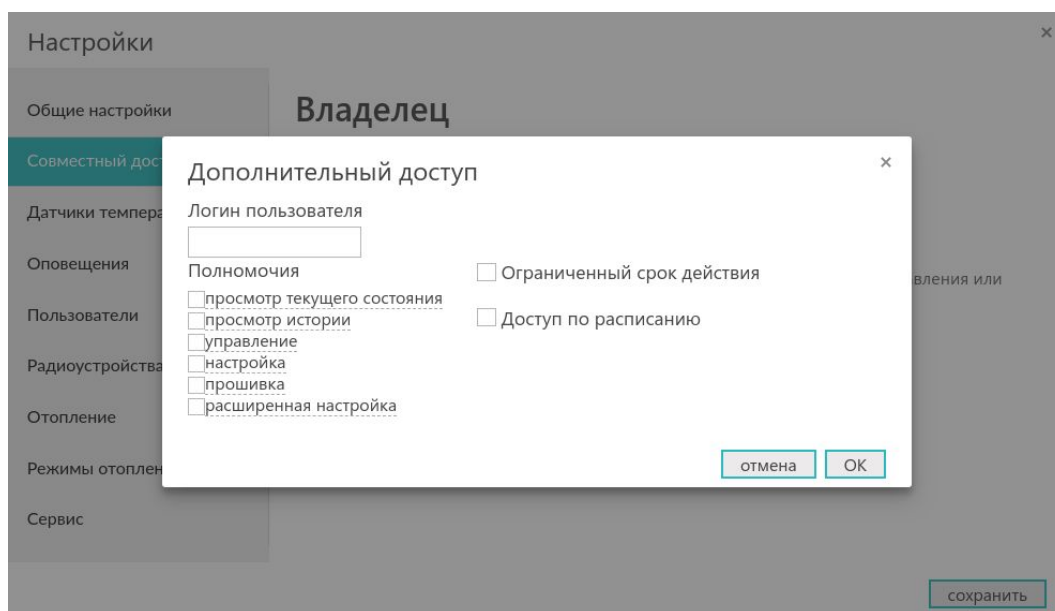 Настройки
×
Общие настройки
Владелец
Совместный дос
Дополнительный доступ
×
Датчики темпера
Логин пользователя
Оповещения
Полномочия
Ограниченный срок действия
вления или
просмотр текущего состояния
просмотр истории
Доступ по расписанию
Пользователи
управление
Радиоустройства
настройка
прошивка
расширенная настройка
Отопление
Режимы отоплен
отмена
ОК
Сервис
сохранить